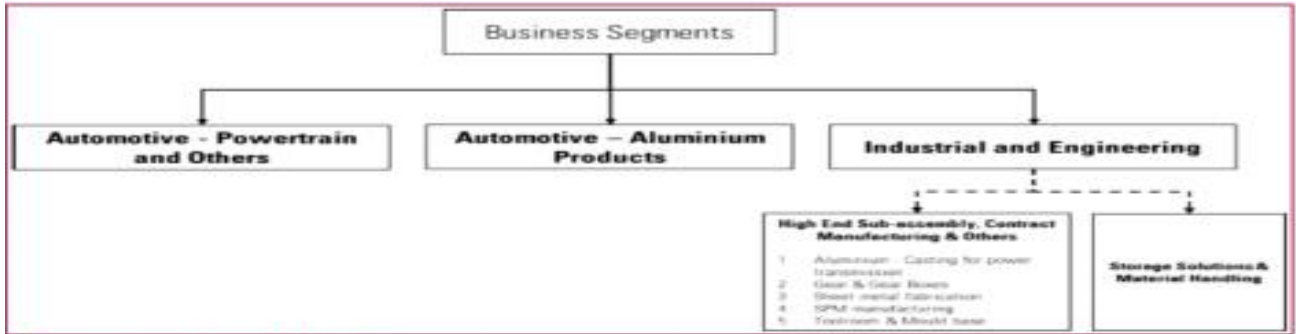 Business Segments
Automotive - Powertrain
and Others
Automotive – Aluminium
Products
Industrial and Engineering
High End Sub-assembly, Contract
Manufacturing & Others
1 Aluminium - Casting for power
transmission
2 Gear & Gear Boxes
3 Sheet metal fabrication
4 SPM manufacturing
5 Toolroom & Mould base
Storage Solutions &
Material Handling